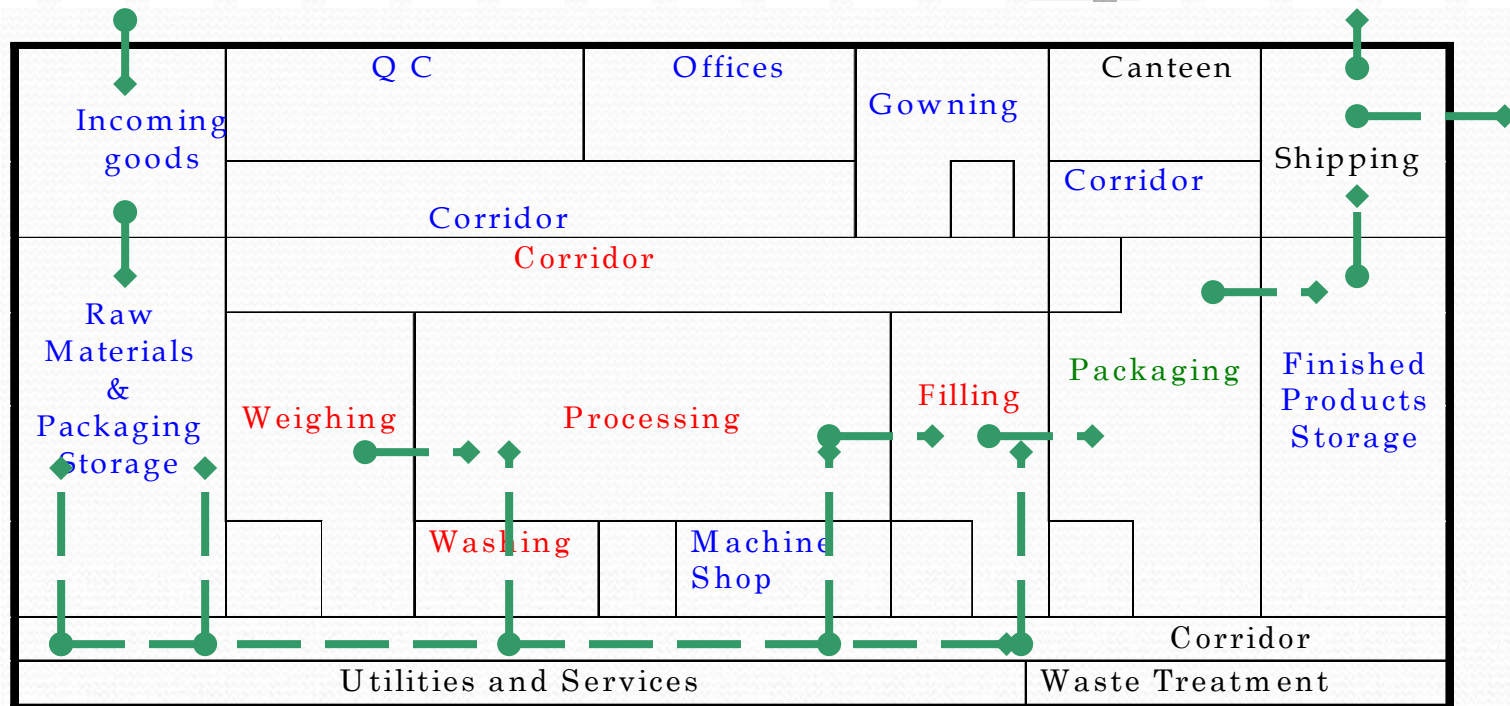 Q C
Offices
Canteen
Gowning
Incoming
goods
Shipping
Corridor
Corridor
Corridor
Raw
Materials
&
Packaging
Storage
Weighing
Processing
Filling
Packaging
Finished
Products
Storage
Washing
Machine
Shop
Corridor
Utilities and Services
Waste Treatment